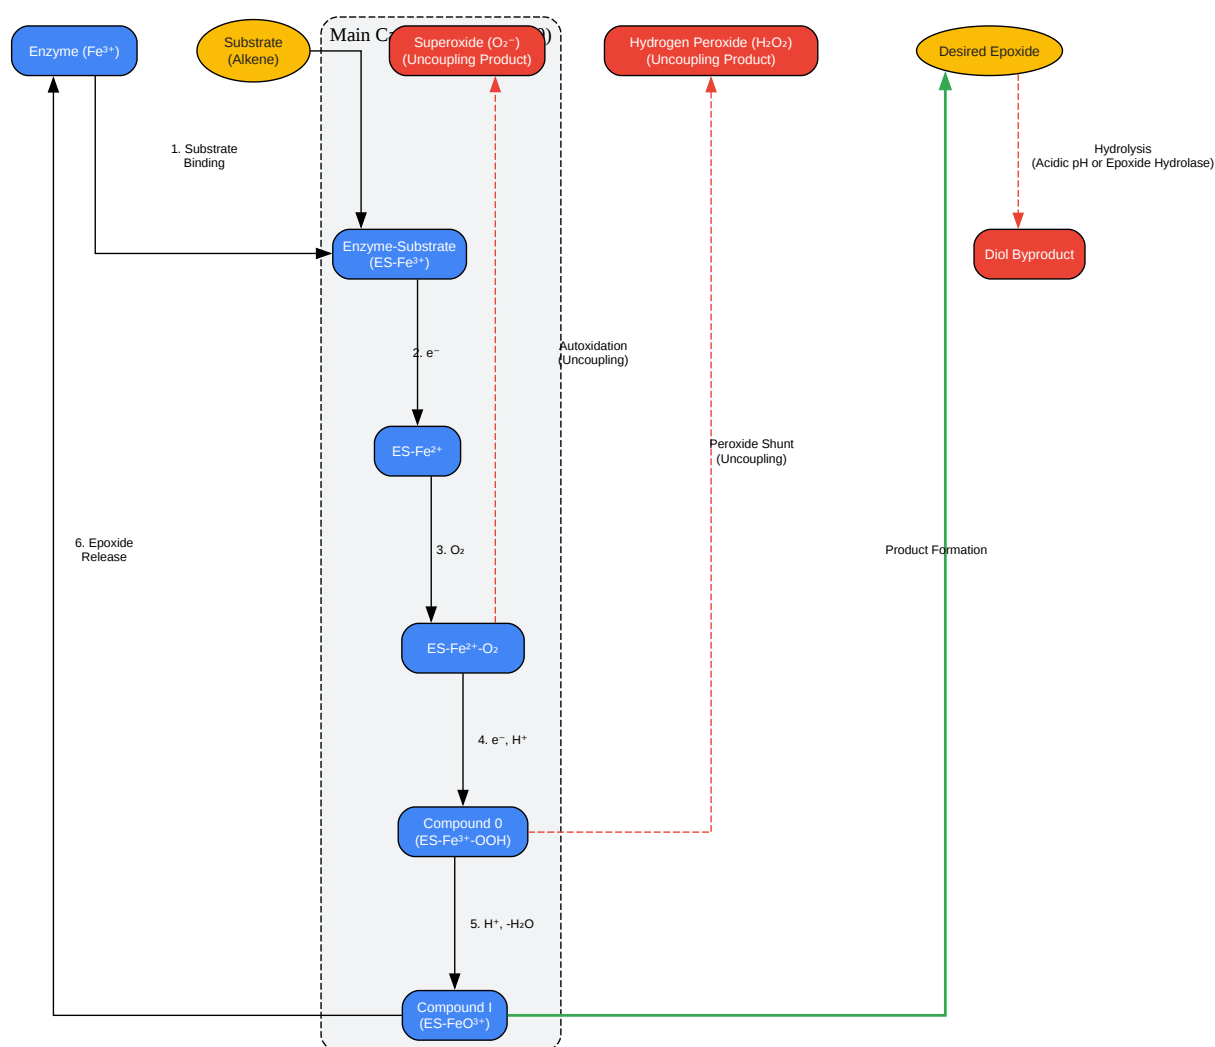 Enzyme (Fe³⁺)
Substrate
(Alkene)
Main
Superoxide (O₂⁻)
(Uncoupling Product)
Hydrogen Peroxide (H₂O₂)
(Uncoupling Product)
Desired Epoxide
1. Substrate
Binding
Hydrolysis
(Acidic pH or Epoxide Hydrolase)
Enzyme-Substrate
(ES-Fe³⁺)
Diol Byproduct
2. e⁻
Autoxidation
(Uncoupling)
ES-Fe²⁺
Peroxide Shunt
(Uncoupling)
6. Epoxide
Release
3. O₂
Product Formation
ES-Fe²⁺-O₂
4. e⁻, H⁺
Compound 0
(ES-Fe³⁺-OOH)
5. H⁺, -H₂O
Compound I
(ES-FeO³⁺)